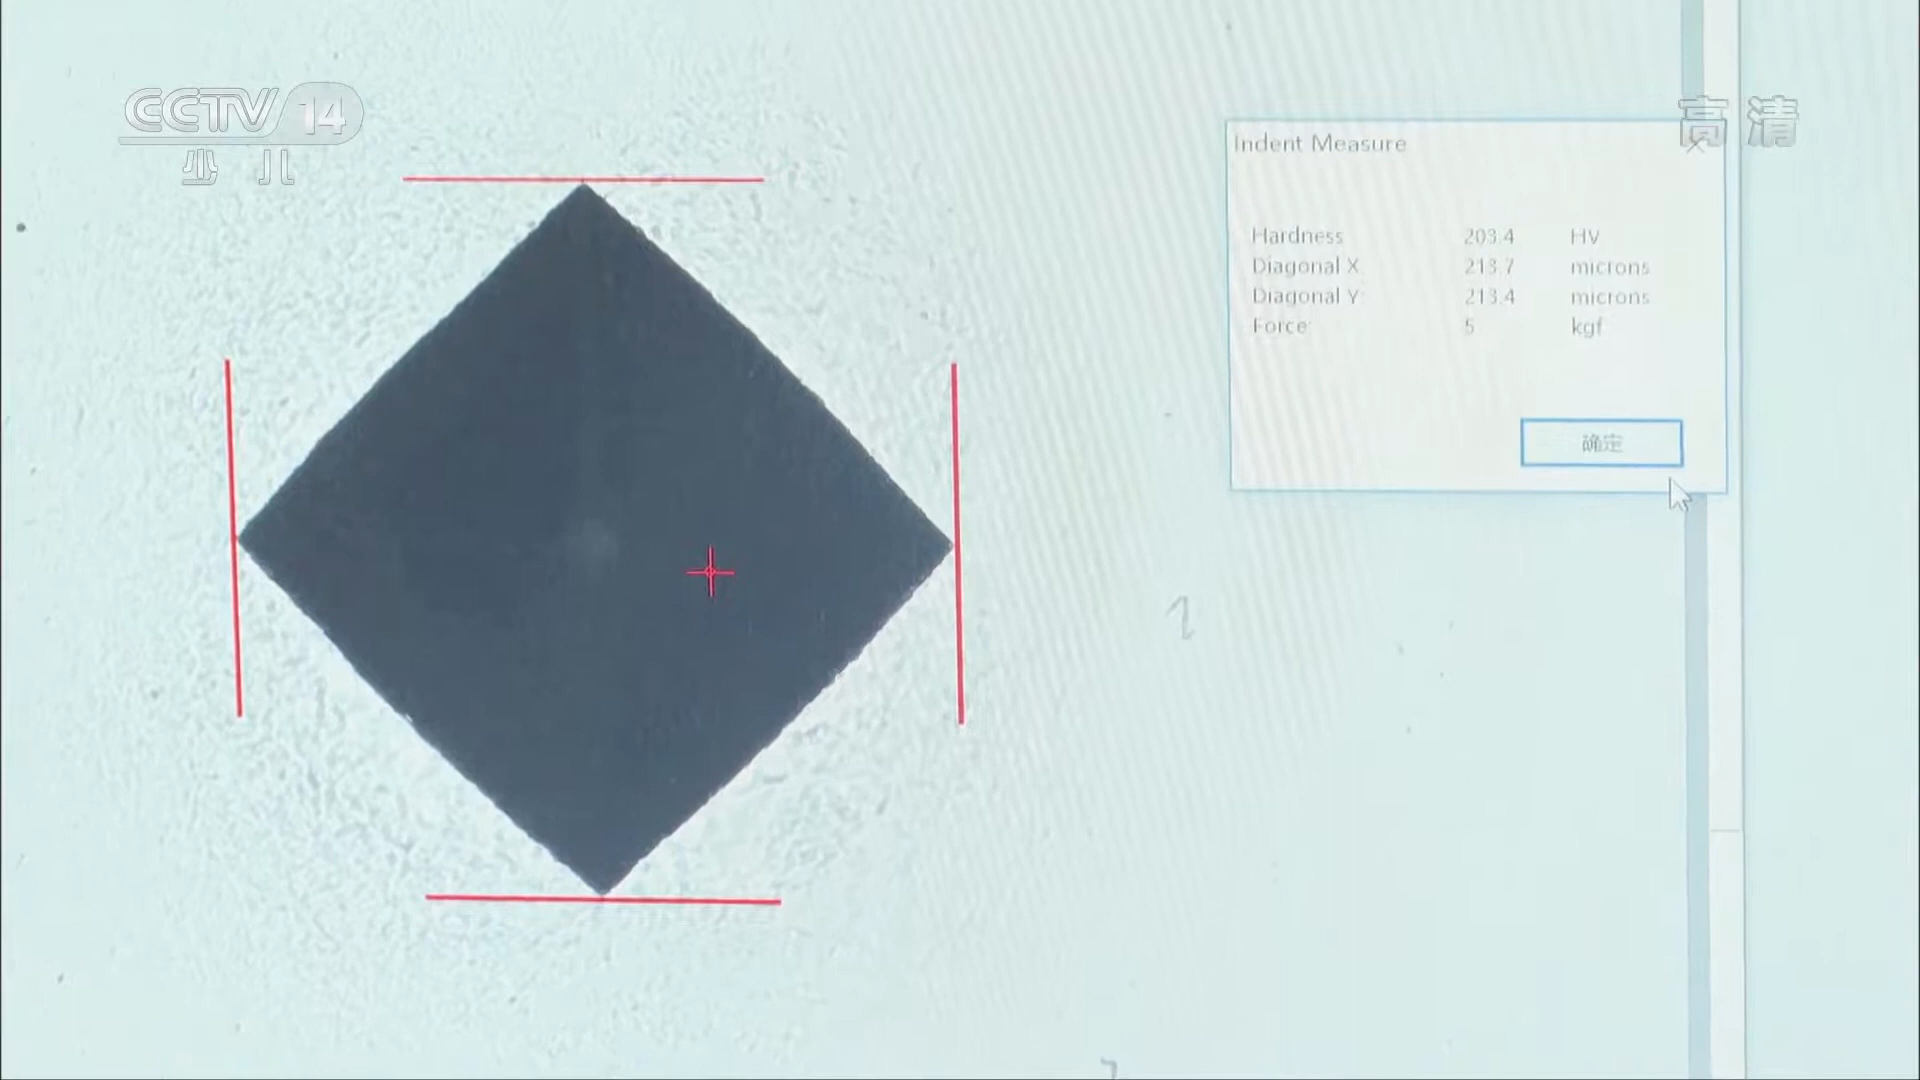 CCTV 14
少儿
高清
Indent Measure
Hardness 203.4 HV
Diagonal X 213.7 microns
Diagonal Y 213.4 microns
Force 5 kgf
确定